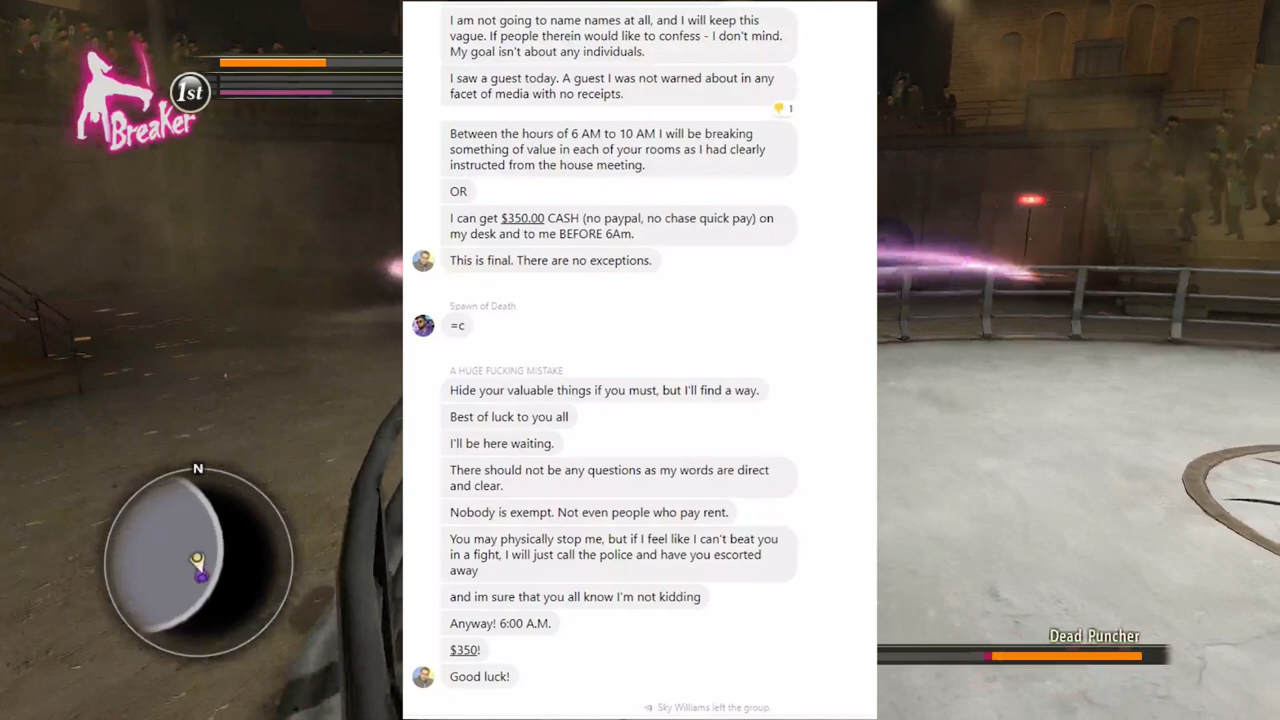 I am not going to name names at all, and I will keep this
vague. If people therein would like to confess - I don't mind.
My goal isn't about any individuals.
I saw a guest today. A guest I was not warned about in any
facet of media with no receipts.
1
Between the hours of 6 AM to 10 AM I will be breaking
something of value in each of your rooms as I had clearly
instructed from the house meeting.
OR
I can get $350.00 CASH (no paypal, no chase quick pay) on
my desk and to me BEFORE 6Am.
This is final. There are no exceptions.
Spawn of Death
=c
A HUGE FUCKING MISTAKE
Hide your valuable things if you must, but I'll find a way.
Best of luck to you all
I'll be here waiting.
There should not be any questions as my words are direct
and clear.
Nobody is exempt. Not even people who pay rent.
You may physically stop me, but if I feel like I can't beat you
in a fight, I will just call the police and have you escorted
away
and im sure that you all know I'm not kidding
Anyway! 6:00 A.M.
$350!
Good luck!
Sky Williams left the group.
1st
Breaker
N
Dead Puncher